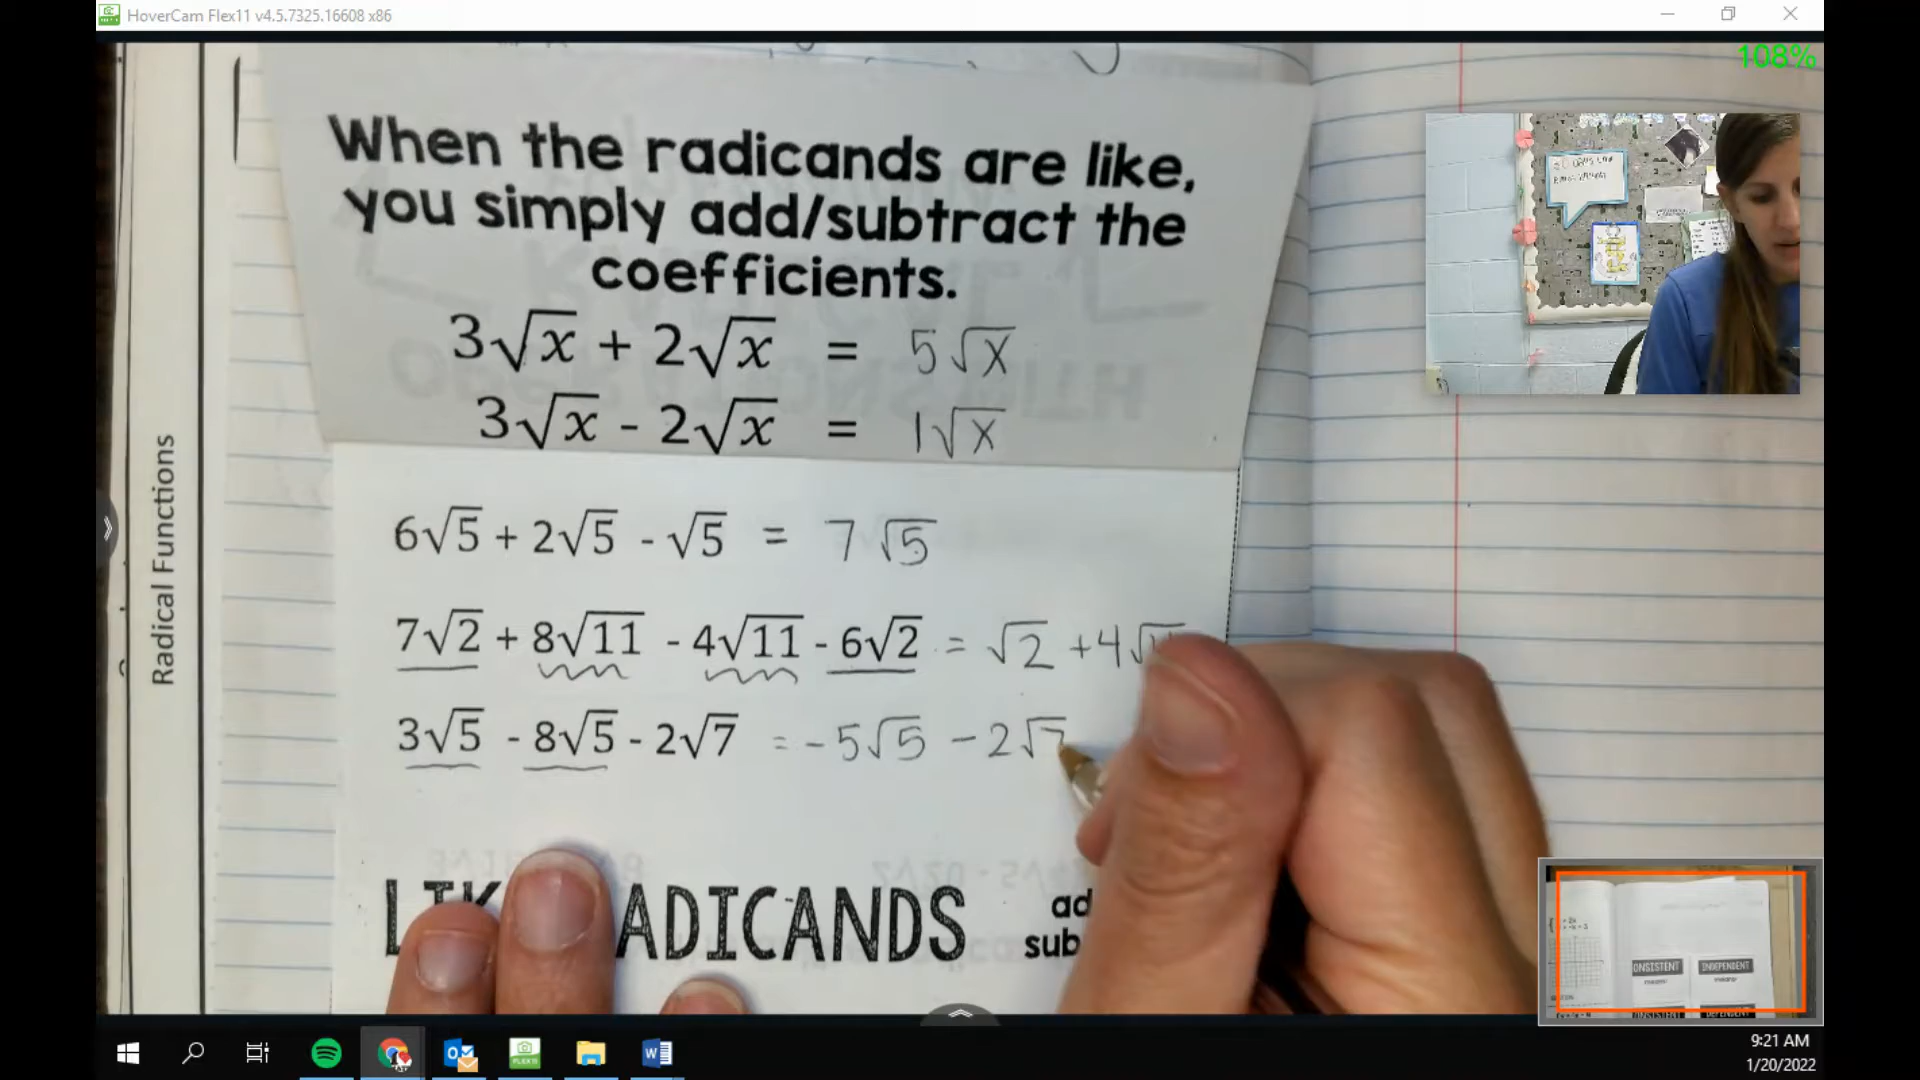 HoverCam Flex11 v4.5.7325.16608 x86
108%
When the radicands are like,
you simply add/subtract the
coefficients.
3√x + 2√x = 5√x
3√x - 2√x = 1√x
6√5 + 2√5 - √5 = 7√5
7√2 + 8√11 - 4√11 - 6√2 = √2 + 4√
3√5 - 8√5 - 2√7 = -5√5 - 2√7
ADICANDS
Radical Functions
ONSISTENT
INDEPENDENT
9:21 AM
1/20/2022